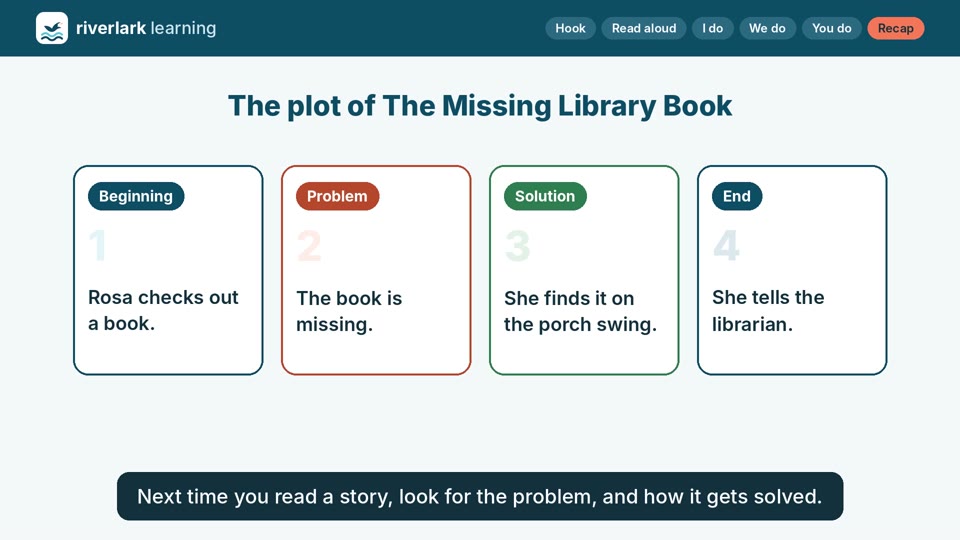 riverlark learning
Hook
Read aloud
I do
We do
You do
Recap
The plot of The Missing Library Book
Beginning
1
Rosa checks out
a book.
Problem
2
The book is
missing.
Solution
3
She finds it on
the porch swing.
End
4
She tells the
librarian.
Next time you read a story, look for the problem, and how it gets solved.